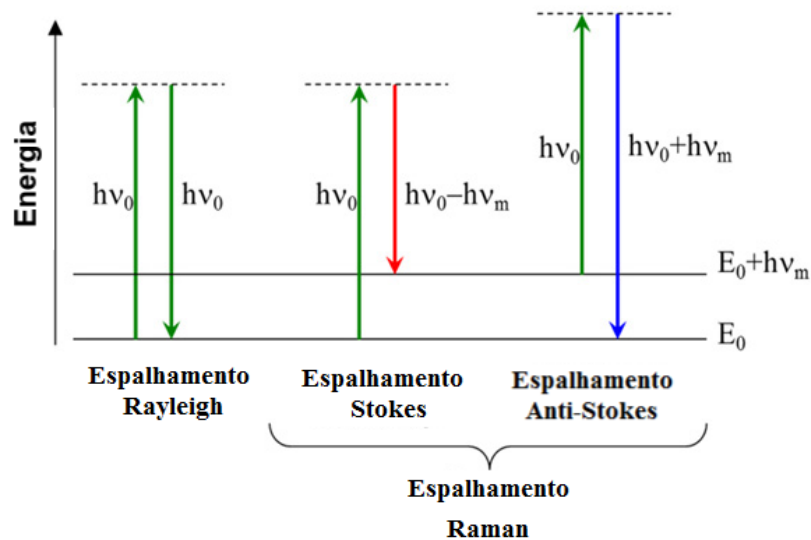 Energia
hν₀
hν₀
hν₀
hν₀–hνₘ
hν₀
hν₀+hνₘ
E₀+hνₘ
E₀
Espalhamento
Rayleigh
Espalhamento
Stokes
Espalhamento
Anti-Stokes
Espalhamento
Raman